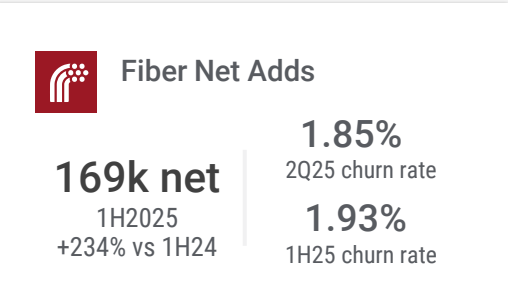 Fiber Net Adds
169k net
1H2025
+234% vs 1H24
1.85%
2Q25 churn rate
1.93%
1H25 churn rate